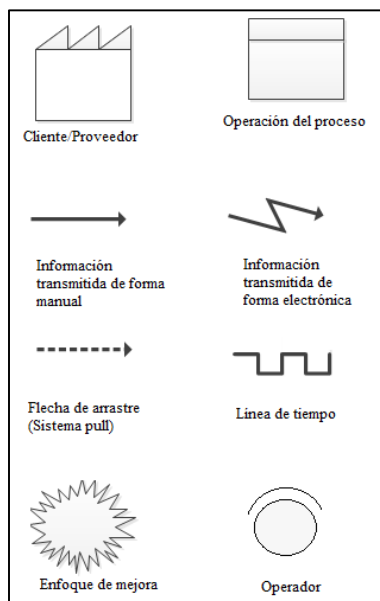 Cliente/Proveedor
Operación del proceso
Información
transmitida de forma
manual
Información
transmitida de
forma electrónica
Flecha de arrastre
(Sistema pull)
Linea de tiempo
Enfoque de mejora
Operador